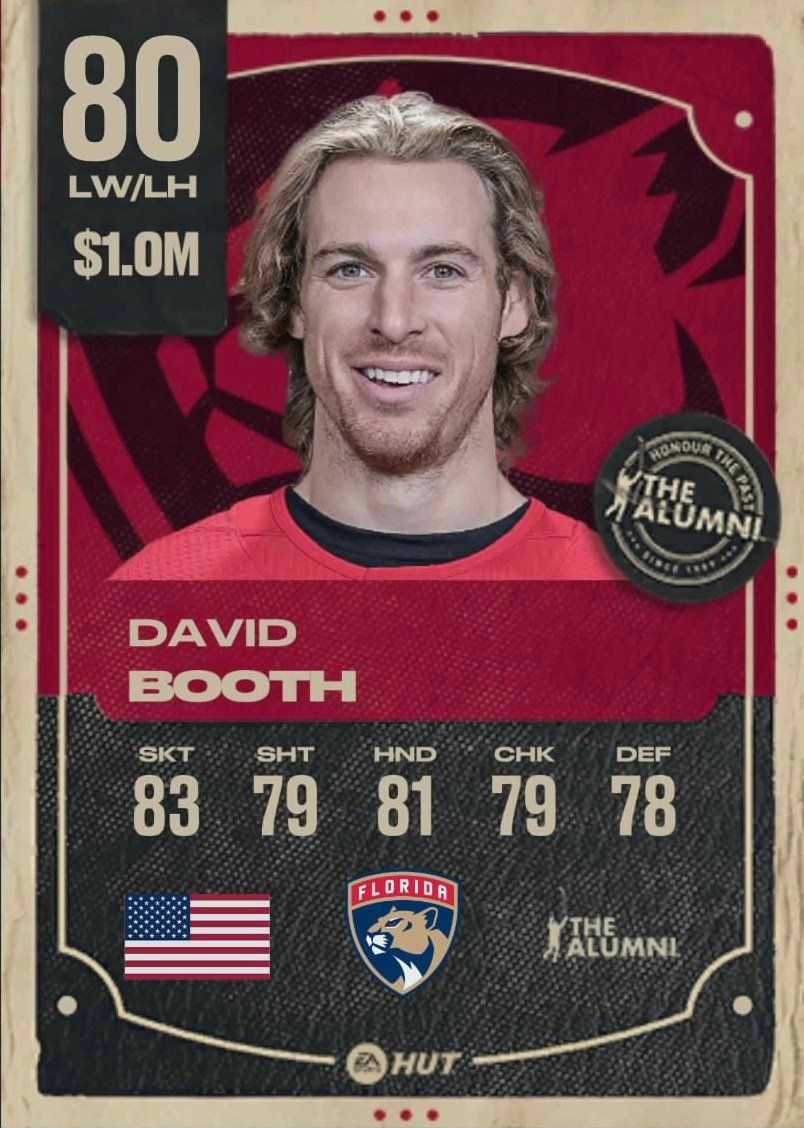 80
LW/LH
$1.0M
HONOUR THE PAST
THE
ALUMNI
DAVID
BOOTH
SKT SHT HND CHK DEF
83 79 81 79 78
FLORIDA
THE
ALUMNI
EA
HUT